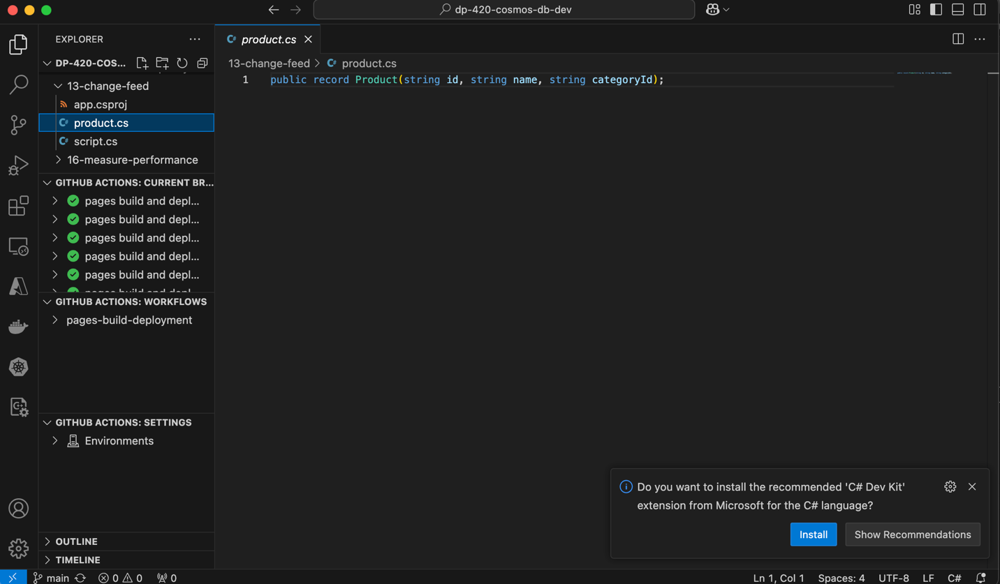 dp-420-cosmos-db-dev
EXPLORER
DP-420-COS...
13-change-feed
app.csproj
product.cs
script.cs
16-measure-performance
GITHUB ACTIONS: CURRENT BR...
pages build and depl...
pages build and depl...
pages build and depl...
pages build and depl...
pages build and depl...
pages build and depl...
GITHUB ACTIONS: WORKFLOWS
pages-build-deployment
GITHUB ACTIONS: SETTINGS
Environments
OUTLINE
TIMELINE
C# product.cs
13-change-feed > C# product.cs
1 public record Product(string id, string name, string categoryId);
Do you want to install the recommended 'C# Dev Kit'
extension from Microsoft for the C# language?
Install Show Recommendations
main 0 0 0 Ln 1, Col 1 Spaces: 4 UTF-8 LF C#